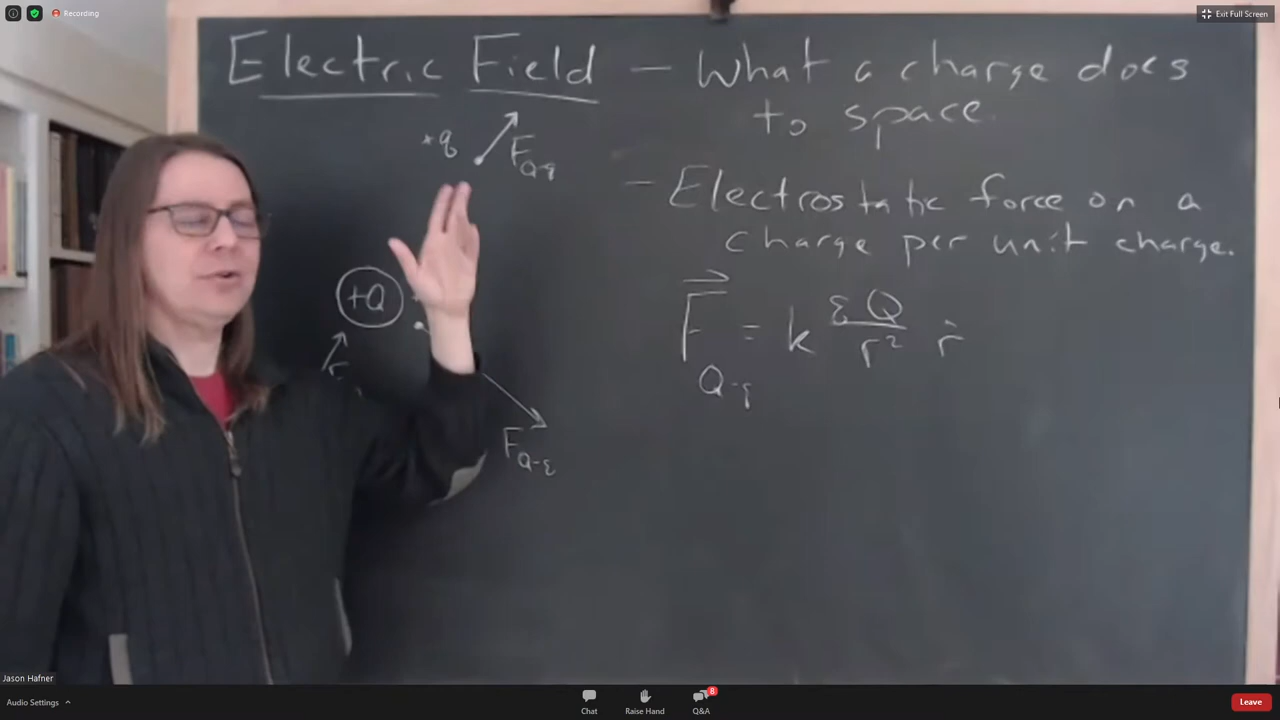 Recording
Exit Full Screen
Electric Field - What a charge does
to space
+q
F Q-q
- Electrostatic force on a
charge per unit charge.
+Q
F Q-q = k qQ/r² r̂
F
F Q-q
Jason Hafner
Audio Settings
Chat
Raise Hand
8
Q&A
Leave